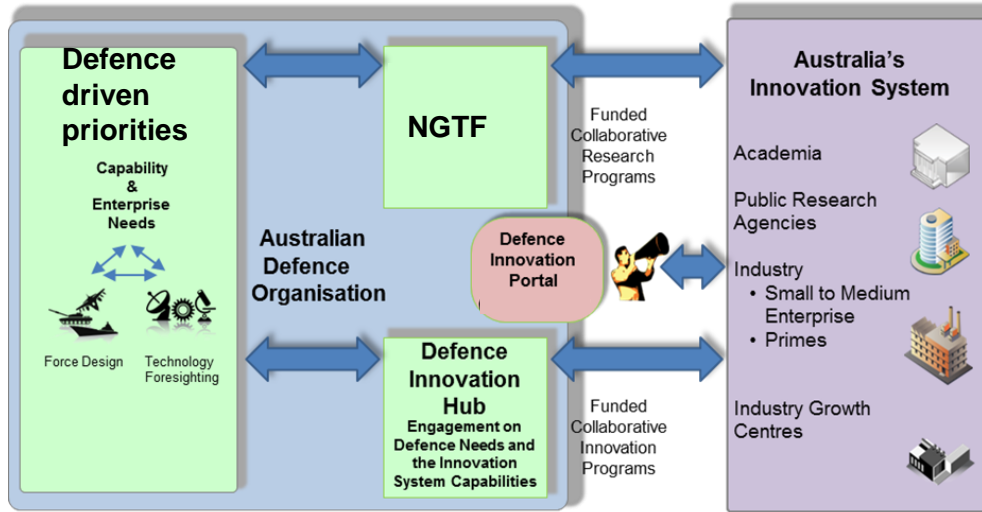 Defence
driven
priorities
Capability
&
Enterprise
Needs
Force Design
Technology
Foresighting
Australian
Defence
Organisation
NGTF
Defence
Innovation
Portal
Defence
Innovation
Hub
Engagement on
Defence Needs and
the Innovation
System Capabilities
Funded
Collaborative
Research
Programs
Funded
Collaborative
Innovation
Programs
Australia's
Innovation System
Academia
Public Research
Agencies
Industry
• Small to Medium
Enterprise
• Primes
Industry Growth
Centres